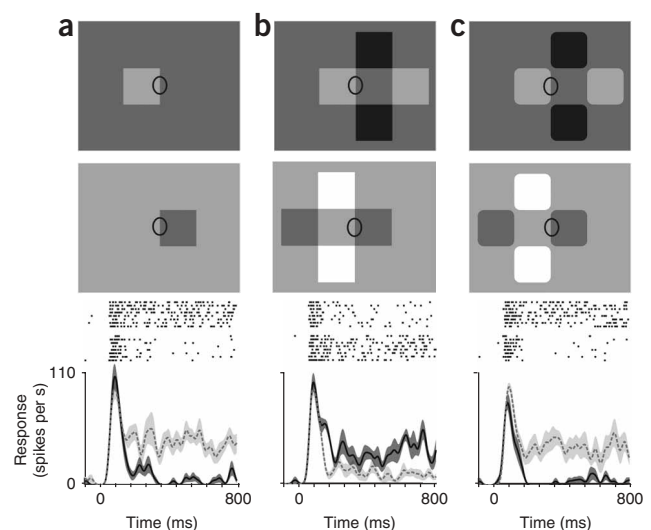 a b c
110
Response
(spikes per s)
0
0 800 0 800 0 800
Time (ms) Time (ms) Time (ms)